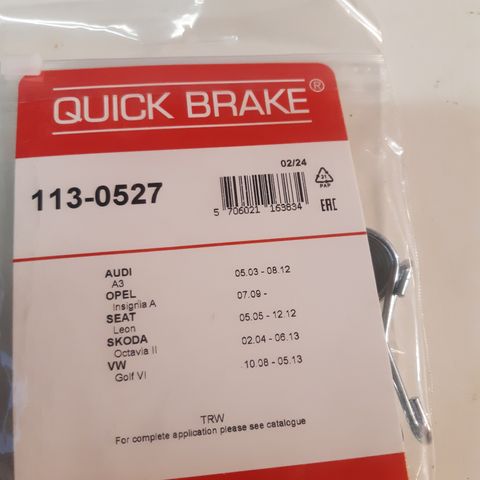 QUICK BRAKE®
02/24
113-0527
5 706021 169834
21
PAP
EAC
AUDI
A3 05.03 - 08.12
OPEL
Insignia A 07.09 -
SEAT
Leon 05.05 - 12.12
SKODA
Octavia II 02.04 - 06.13
VW
Golf VI 10.08 - 05.13
TRW
For complete application please see catalogue